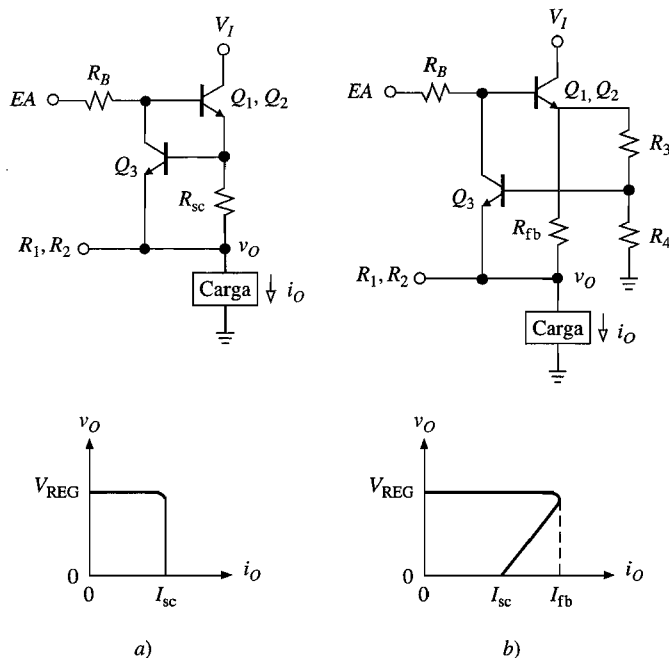 V_I
R_B
EA
Q_1, Q_2
Q_3
R_sc
R_1, R_2
v_O
Carga
i_O
v_O
V_REG
0
0
I_sc
i_O
a)
V_I
R_B
EA
Q_1, Q_2
R_3
Q_3
R_fb
R_4
R_1, R_2
v_O
Carga
i_O
v_O
V_REG
0
0
I_sc
I_fb
i_O
b)